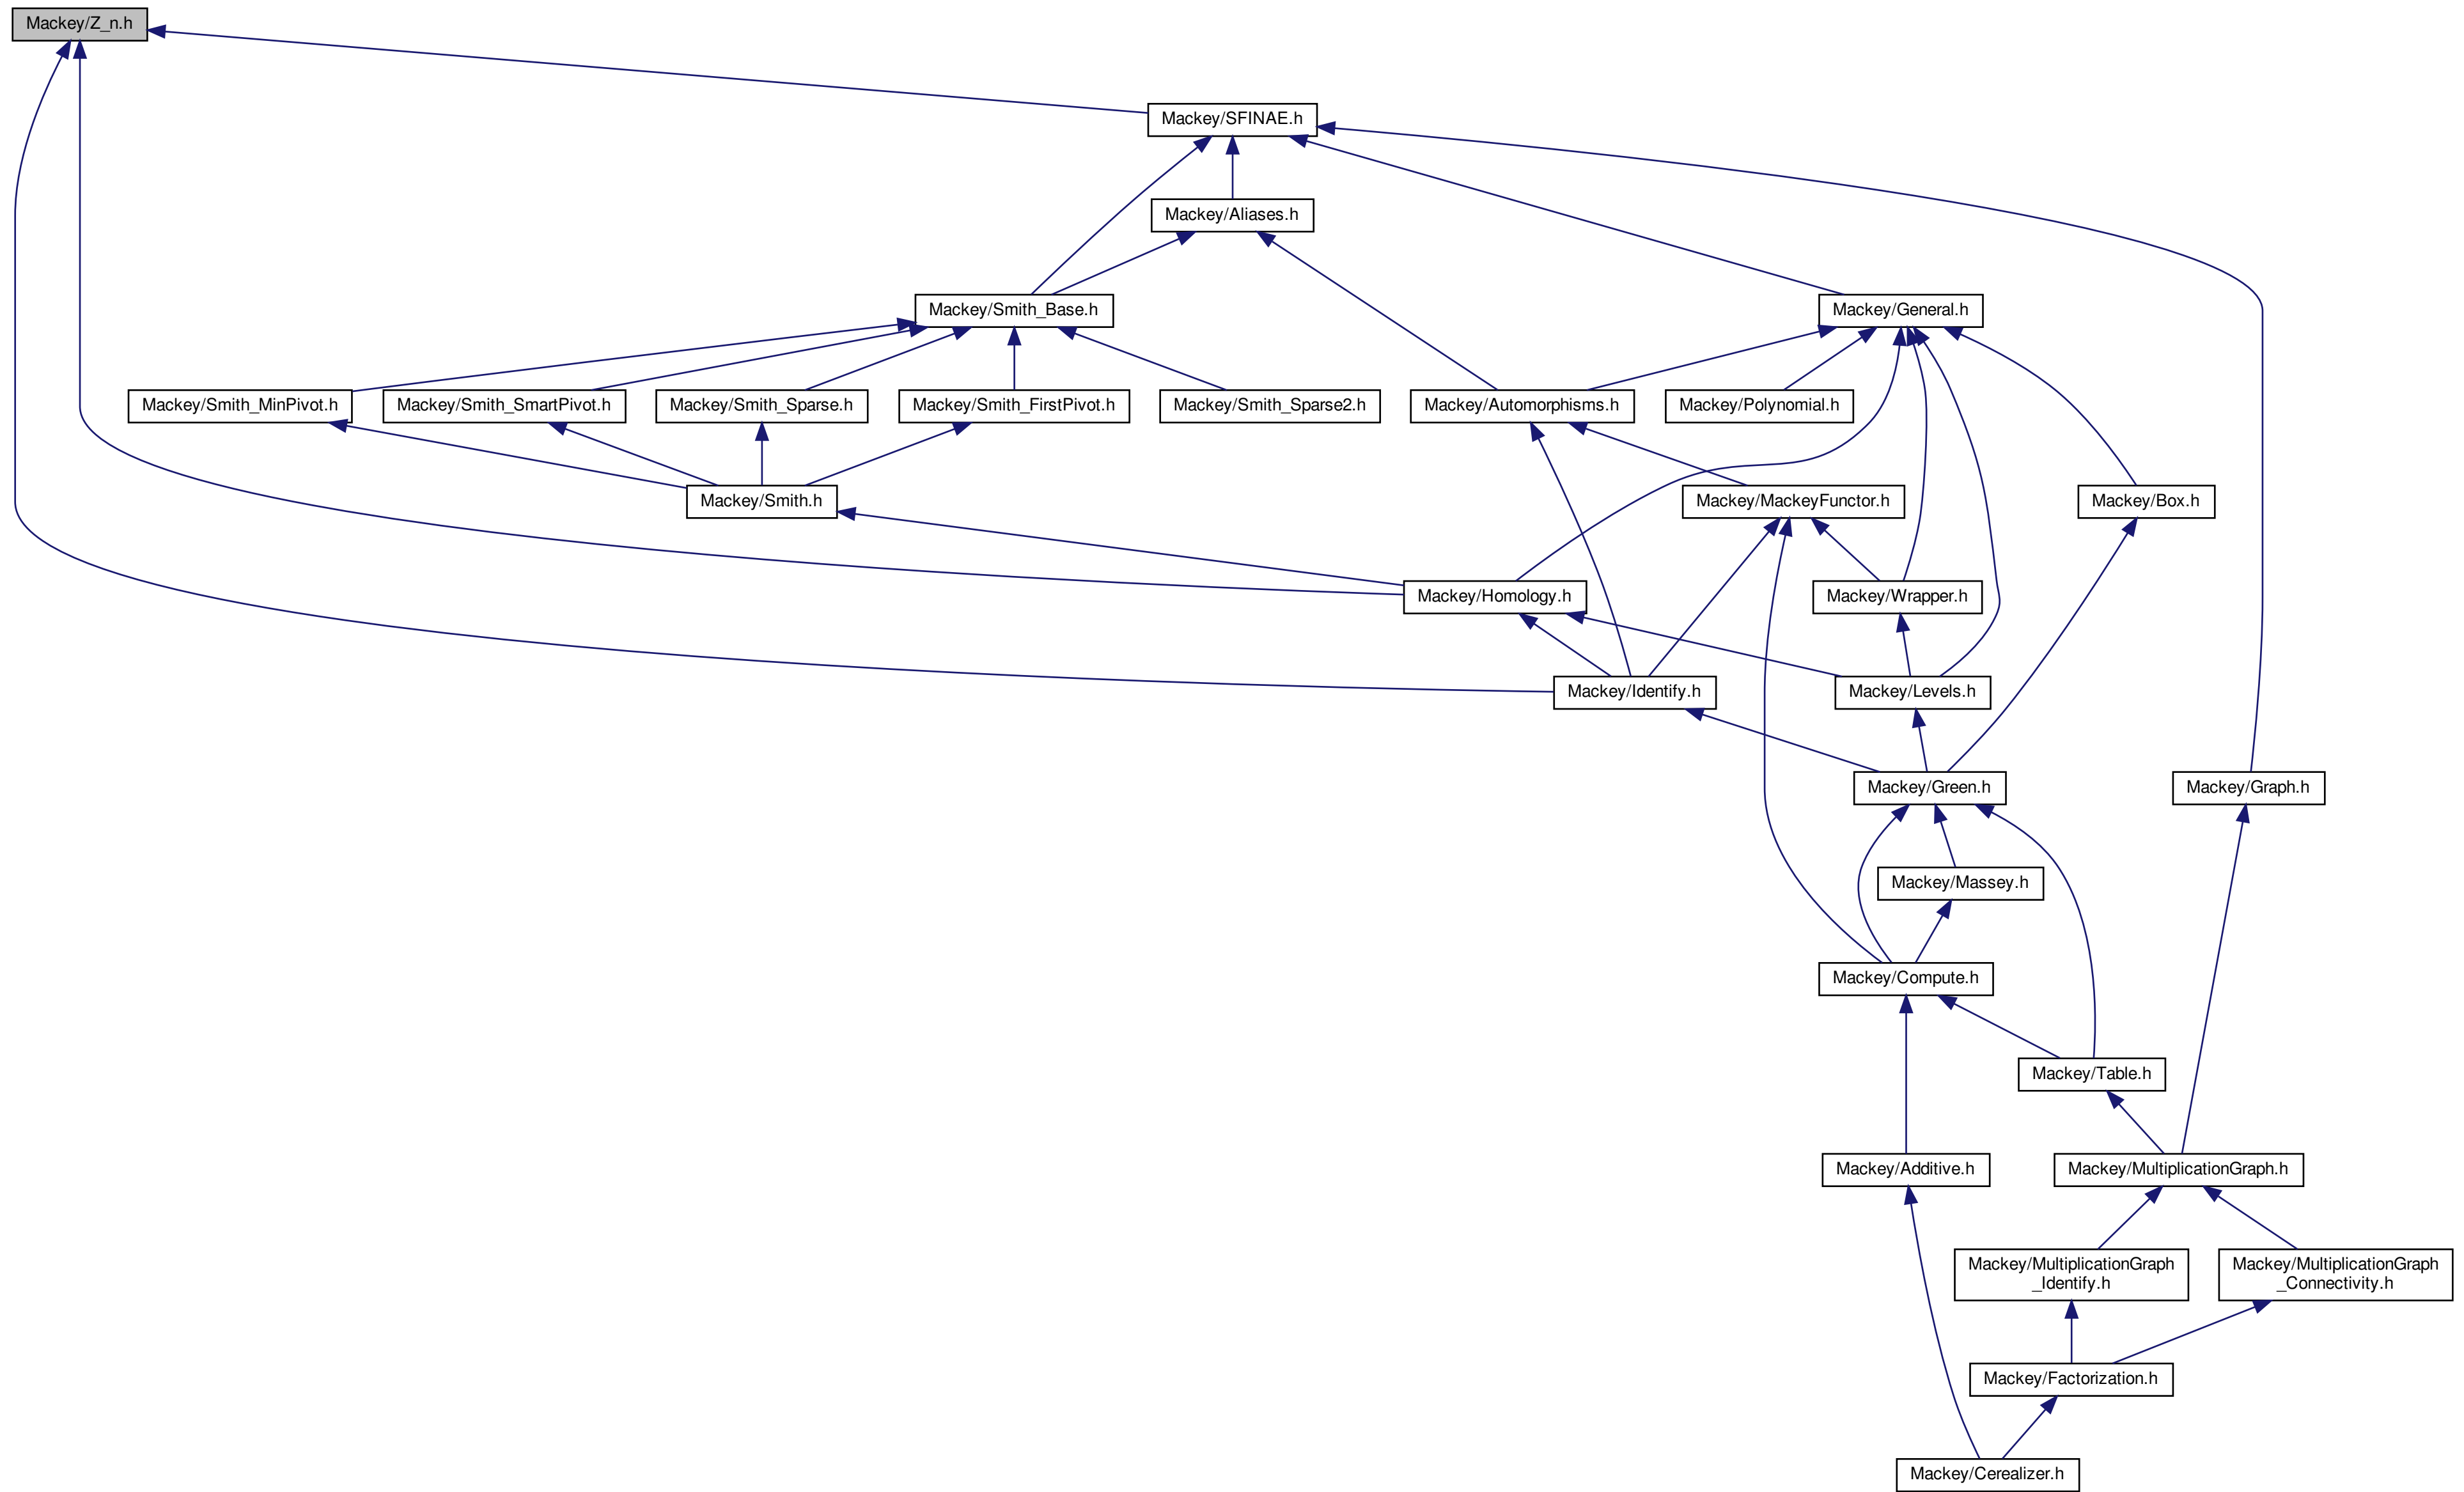 Mackey/Z_n.h
Mackey/SFINAE.h
Mackey/Aliases.h
Mackey/Smith_Base.h
Mackey/General.h
Mackey/Smith_MinPivot.h
Mackey/Smith_SmartPivot.h
Mackey/Smith_Sparse.h
Mackey/Smith_FirstPivot.h
Mackey/Smith_Sparse2.h
Mackey/Automorphisms.h
Mackey/Polynomial.h
Mackey/Smith.h
Mackey/MackeyFunctor.h
Mackey/Box.h
Mackey/Homology.h
Mackey/Wrapper.h
Mackey/Identify.h
Mackey/Levels.h
Mackey/Green.h
Mackey/Graph.h
Mackey/Massey.h
Mackey/Compute.h
Mackey/Table.h
Mackey/Additive.h
Mackey/MultiplicationGraph.h
Mackey/MultiplicationGraph
_Identify.h
Mackey/MultiplicationGraph
_Connectivity.h
Mackey/Factorization.h
Mackey/Cerealizer.h